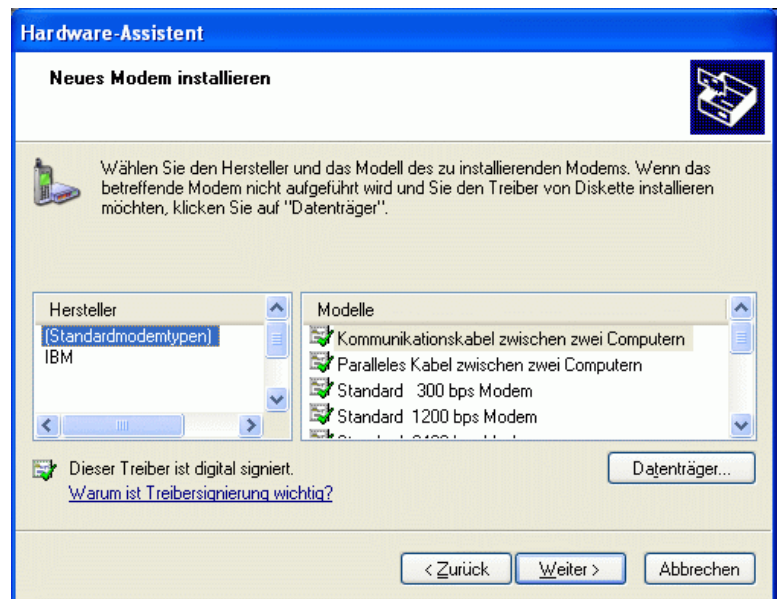 Hardware-Assistent
Neues Modem installieren
Wählen Sie den Hersteller und das Modell des zu installierenden Modems. Wenn das
betreffende Modem nicht aufgeführt wird und Sie den Treiber von Diskette installieren
möchten, klicken Sie auf "Datenträger".
Hersteller
(Standardmodemtypen)
IBM
Modelle
Kommunikationskabel zwischen zwei Computern
Paralleles Kabel zwischen zwei Computern
Standard 300 bps Modem
Standard 1200 bps Modem
Dieser Treiber ist digital signiert.
Warum ist Treibersignierung wichtig?
Datenträger...
< Zurück
Weiter >
Abbrechen